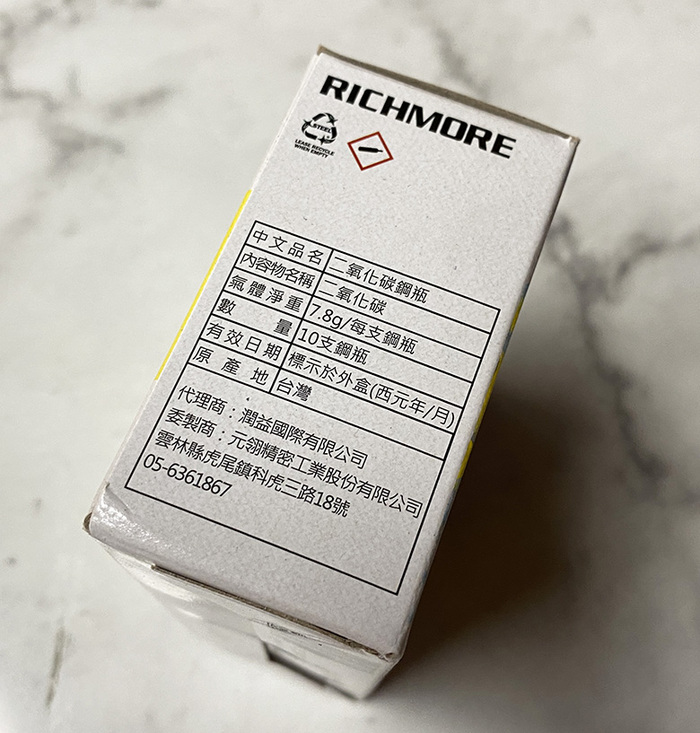 RICHMORE
STEEL
LEASE RECYCLE
WHEN EMPTY
中文品名 二氧化碳鋼瓶
內容物名稱 二氧化碳
氣體淨重 7.8g/每支鋼瓶
數量 10支鋼瓶
有效日期 標示於外盒(西元年/月)
原產地 台灣
代理商：潤益國際有限公司
委製商：元翎精密工業股份有限公司
雲林縣虎尾鎮科虎三路18號
05-6361867